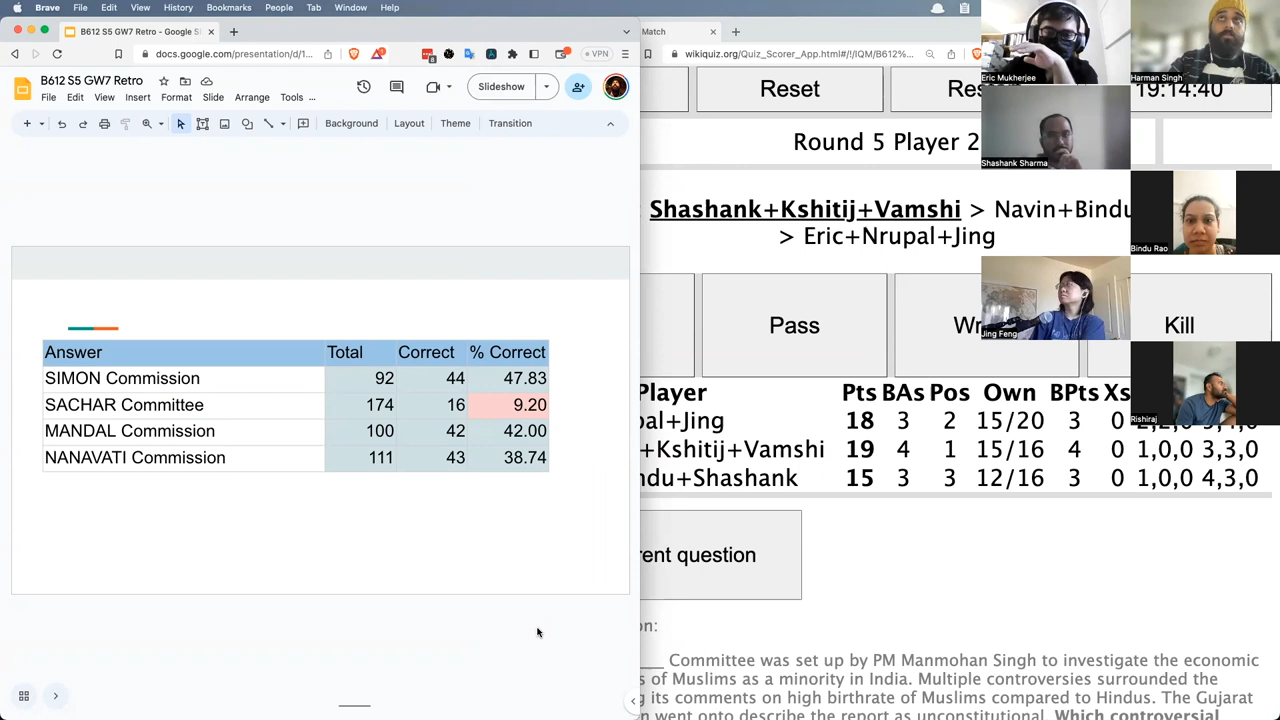 Brave File Edit View History Bookmarks People Tab Window Help
B612 S5 GW7 Retro - Google Sl
docs.google.com/presentation/d/1...
VPN
B612 S5 GW7 Retro
File Edit View Insert Format Slide Arrange Tools ...
Slideshow
Background Layout Theme Transition
Answer Total Correct % Correct
SIMON Commission 92 44 47.83
SACHAR Committee 174 16 9.20
MANDAL Commission 100 42 42.00
NANAVATI Commission 111 43 38.74
Match
wikiquiz.org/Quiz_Scorer_App.html#!/IQM/B612%...
Reset Res 19:14:40
Round 5 Player 2
Shashank+Kshitij+Vamshi > Navin+Bindu
> Eric+Nrupal+Jing
Pass Wr Kill
Player Pts BAs Pos Own BPts Xs
pal+Jing 18 3 2 15/20 3 0
+Kshitij+Vamshi 19 4 1 15/16 4 0 1,0,0 3,3,0
ndu+Shashank 15 3 3 12/16 3 0 1,0,0 4,3,0
rent question
on:
__ Committee was set up by PM Manmohan Singh to investigate the economic
s of Muslims as a minority in India. Multiple controversies surrounded the
g its comments on high birthrate of Muslims compared to Hindus. The Gujarat
n went onto describe the report as unconstitutional. Which controversial
Eric Mukherjee
Harman Singh
Shashank Sharma
Bindu Rao
Jing Feng
Rishiraj